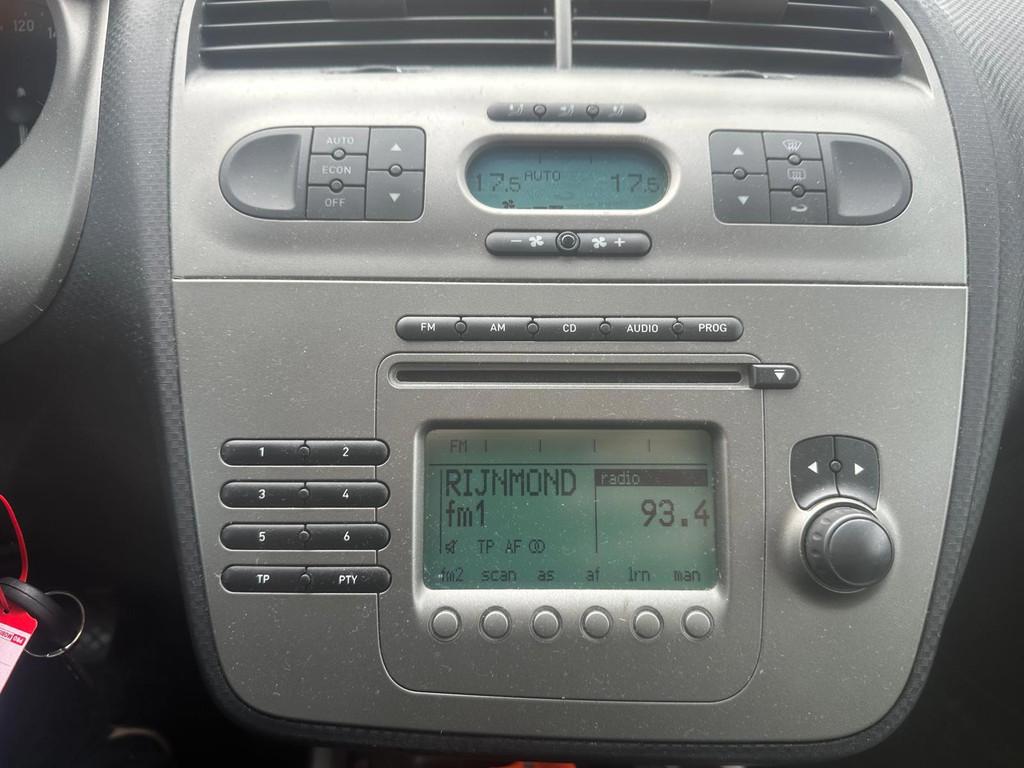 120
AUTO
ECON
OFF
17.5 AUTO 17.5
- +
FM AM CD AUDIO PROG
1 2
3 4
5 6
TP PTY
FM
RIJNMOND radio
fm1 93.4
TP AF
fm2 scan as af lrn man